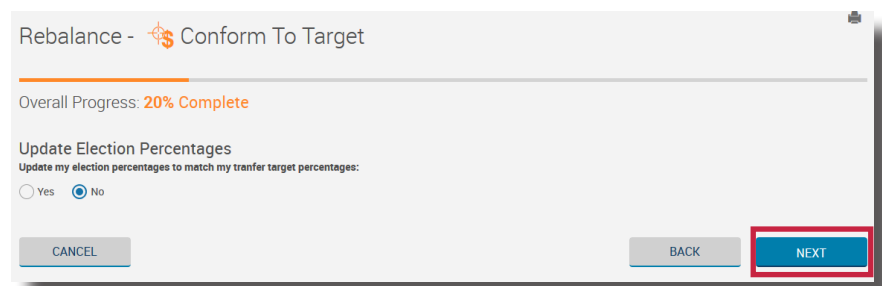 Rebalance - Conform To Target
Overall Progress: 20% Complete
Update Election Percentages
Update my election percentages to match my tranfer target percentages:
Yes No
CANCEL BACK NEXT